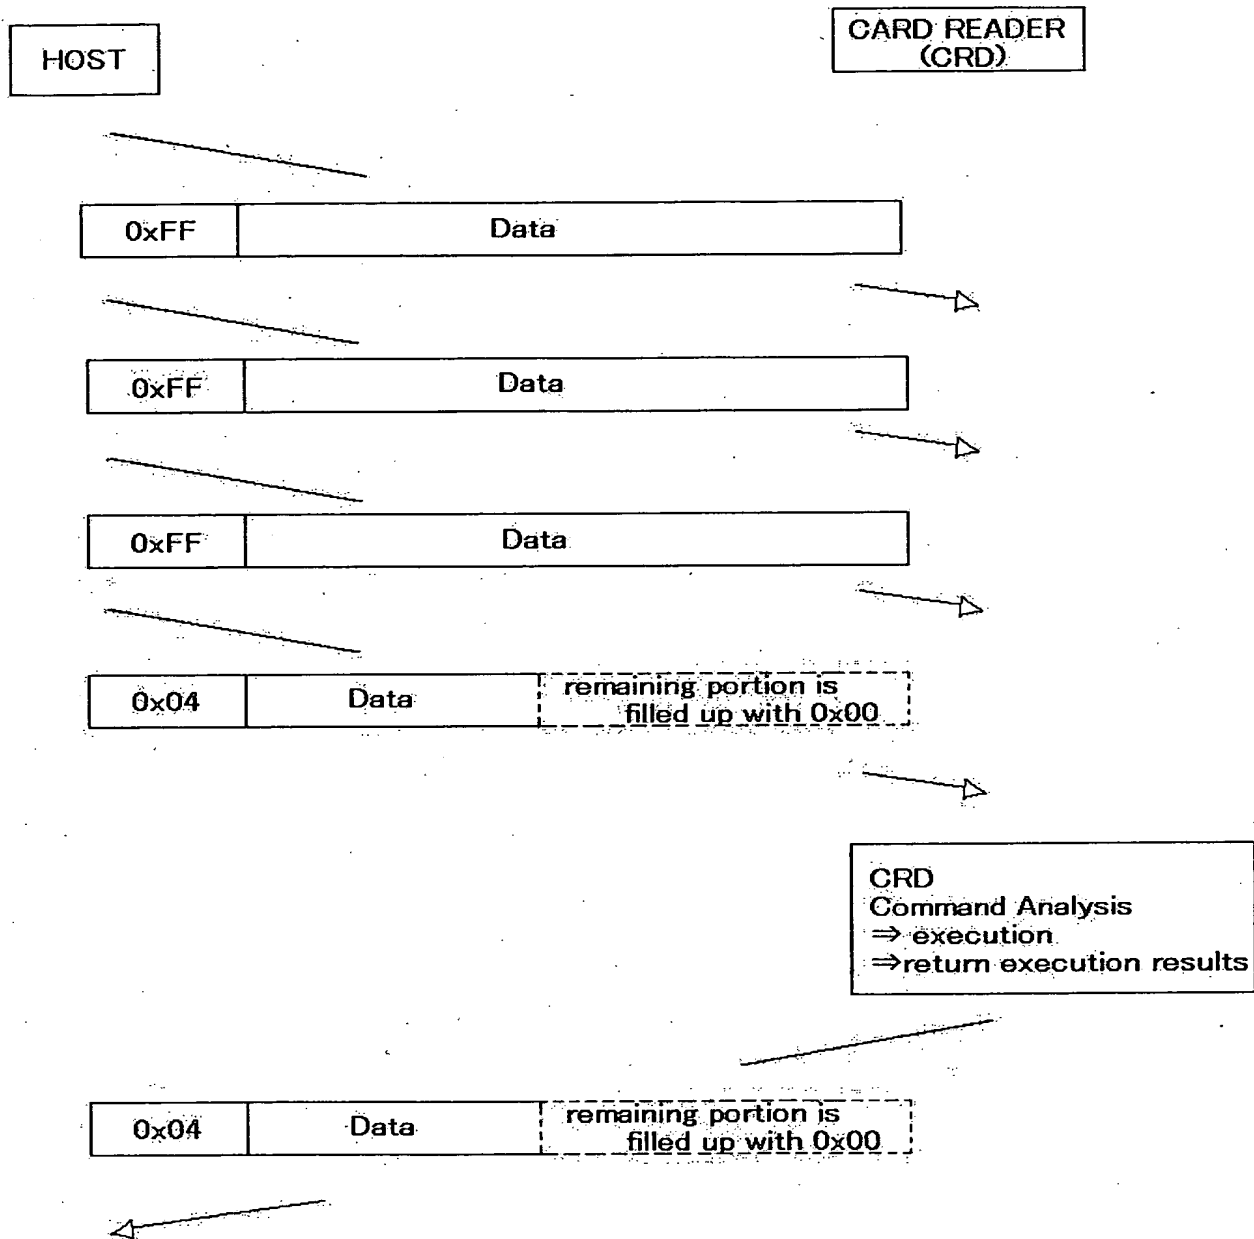 HOST
CARD READER
(CRD)
0xFF Data
0xFF Data
0xFF Data
0x04 Data remaining portion is
filled up with 0x00
CRD
Command Analysis
⇒ execution
⇒return execution results
0x04 Data remaining portion is
filled up with 0x00